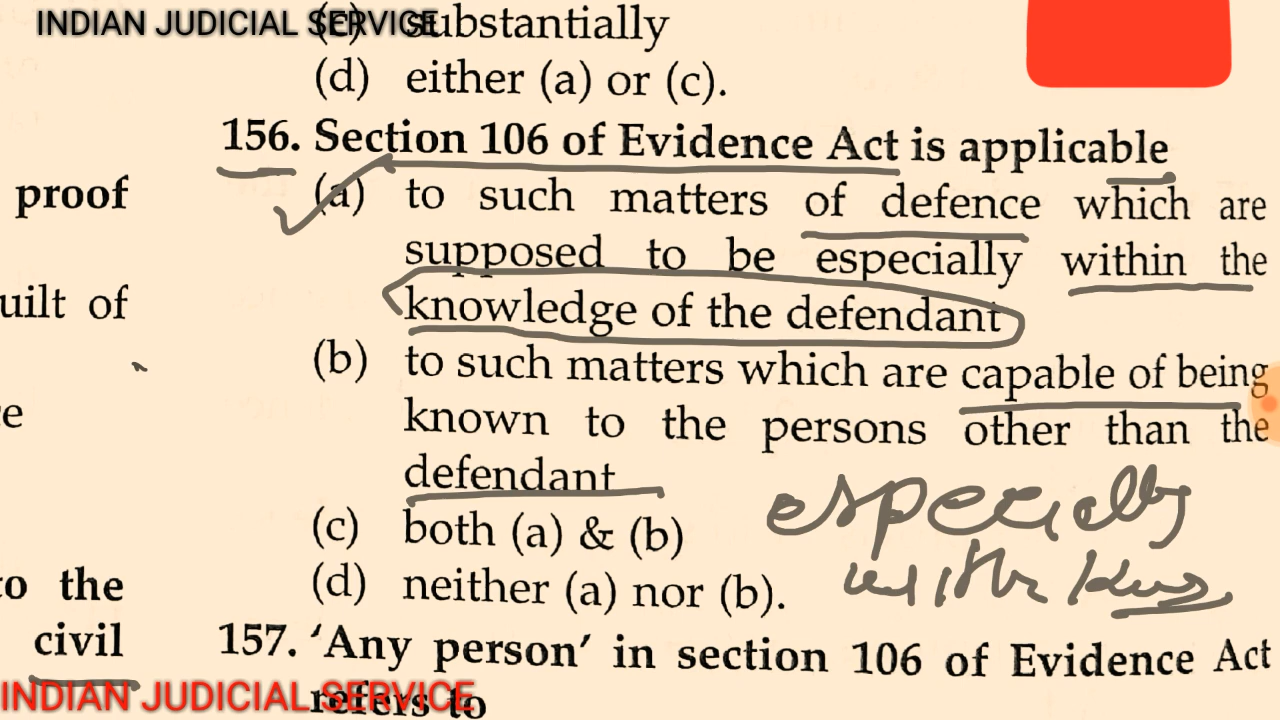 INDIAN JUDICIAL SERVICE
(c) substantially
(d) either (a) or (c).
156. Section 106 of Evidence Act is applicable
(a) to such matters of defence which are
supposed to be especially within the
knowledge of the defendant
(b) to such matters which are capable of being
known to the persons other than the
defendant
(c) both (a) & (b)
(d) neither (a) nor (b).
especially
within
157. ‘Any person’ in section 106 of Evidence Act
refers to
proof
uilt of
e
to the
civil
INDIAN JUDICIAL SERVICE